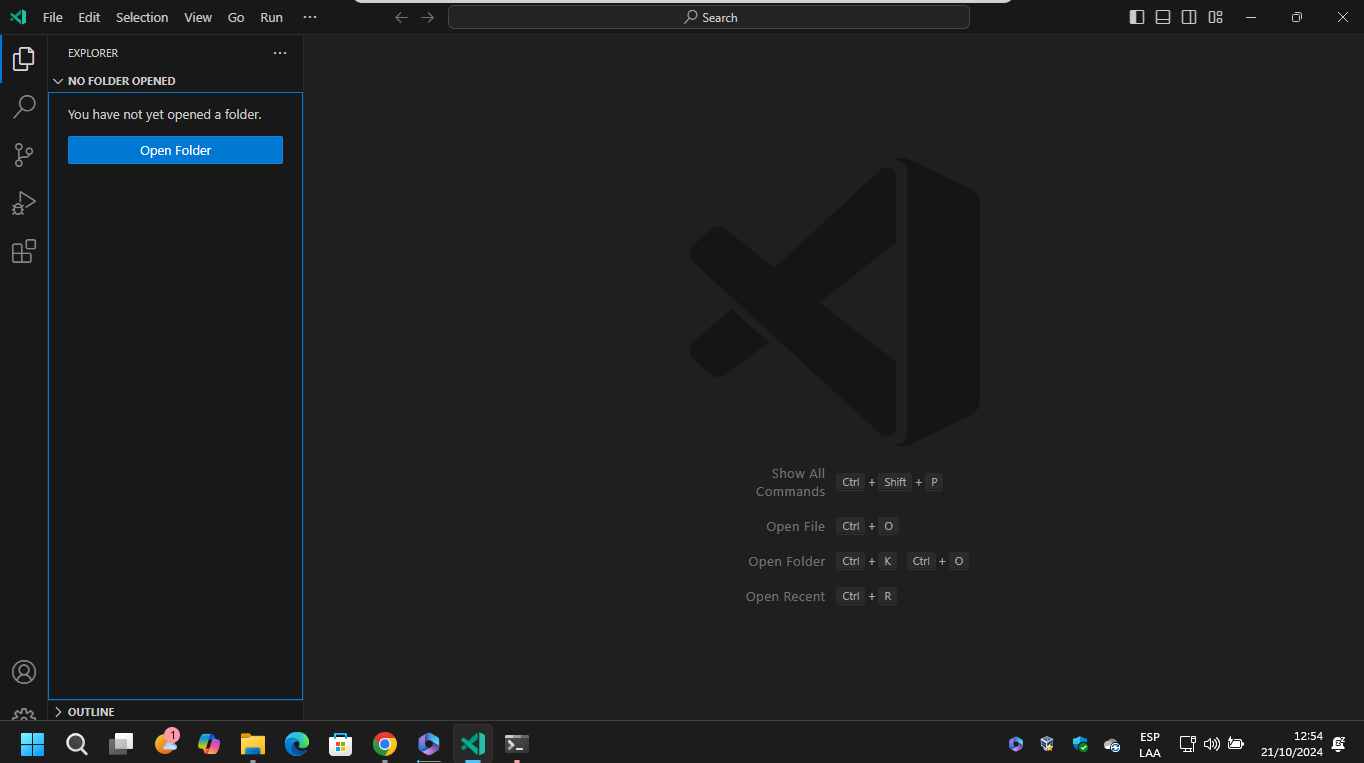 File Edit Selection View Go Run ···
Search
EXPLORER ···
NO FOLDER OPENED
You have not yet opened a folder.
Open Folder
Show All
Commands
Ctrl + Shift + P
Open File Ctrl + O
Open Folder Ctrl + K Ctrl + O
Open Recent Ctrl + R
OUTLINE
1
ESP
LAA
12:54
21/10/2024